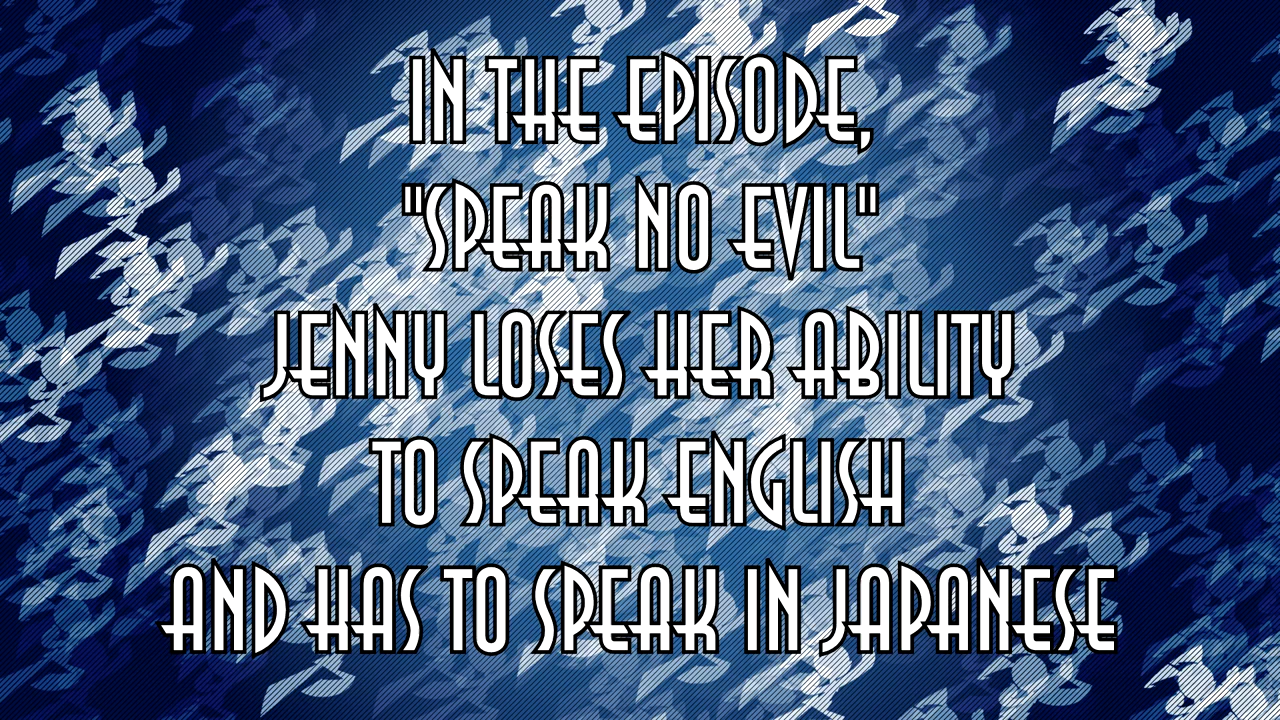 IN THE EPISODE,
"SPEAK NO EVIL"
JENNY LOSES HER ABILITY
TO SPEAK ENGLISH
AND HAS TO SPEAK IN JAPANESE